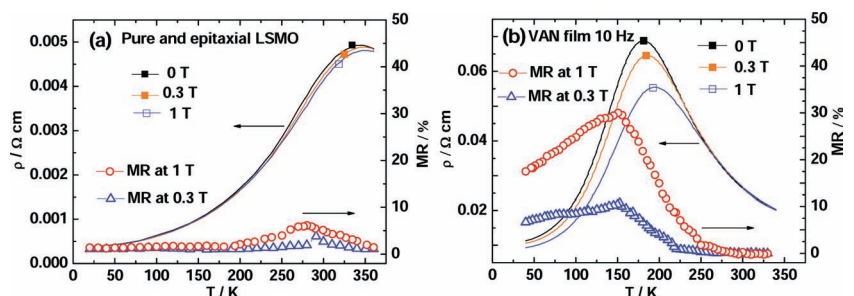 (a) Pure and epitaxial LSMO
0 T
0.3 T
1 T
MR at 1 T
MR at 0.3 T
0.005
0.004
0.003
0.002
0.001
0.000
ρ / Ω cm
50
40
30
20
10
0
MR / %
0 50 100 150 200 250 300 350
T / K
(b) VAN film 10 Hz
0 T
0.3 T
1 T
MR at 1 T
MR at 0.3 T
0.06
0.04
0.02
ρ / Ω cm
50
40
30
20
10
0
MR / %
0 50 100 150 200 250 300 350
T / K